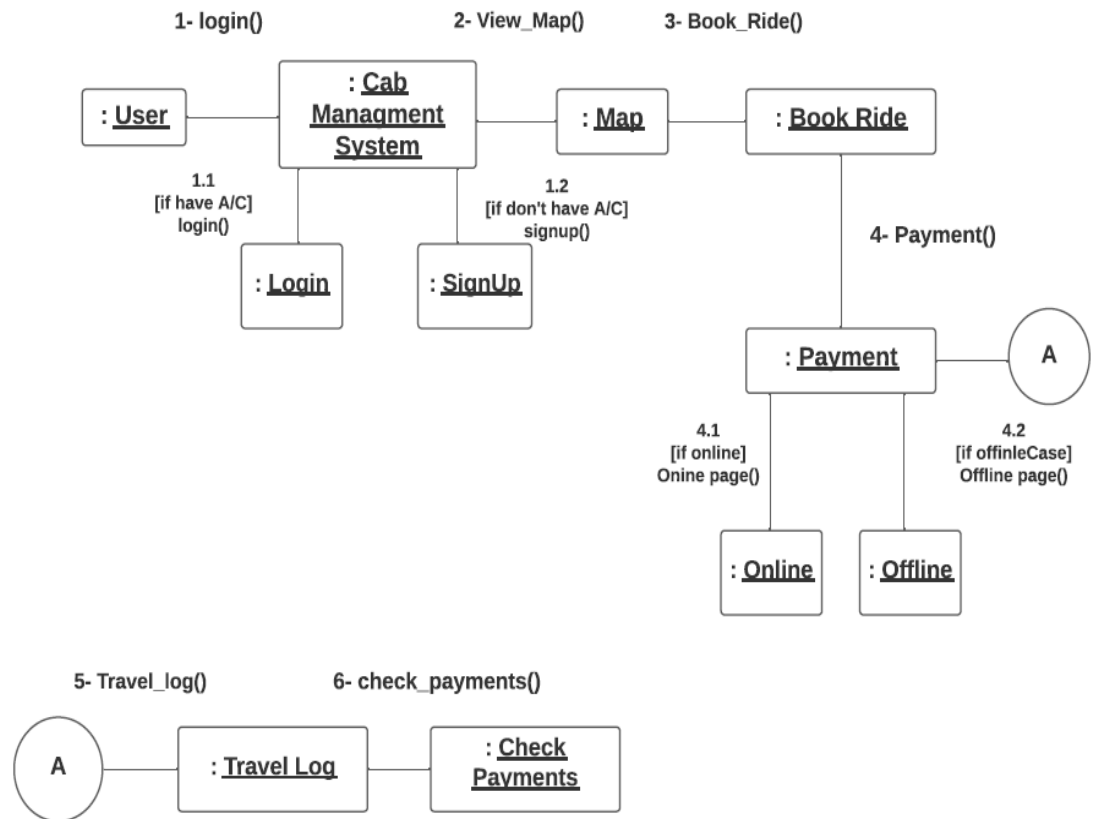 1- login()
2- View_Map()
3- Book_Ride()
: User
: Cab
Managment
System
: Map
: Book Ride
1.1
[if have A/C]
login()
1.2
[if don't have A/C]
signup()
4- Payment()
: Login
: SignUp
: Payment
A
4.1
[if online]
Onine page()
4.2
[if offinleCase]
Offline page()
: Online
: Offline
5- Travel_log()
6- check_payments()
A
: Travel Log
: Check
Payments